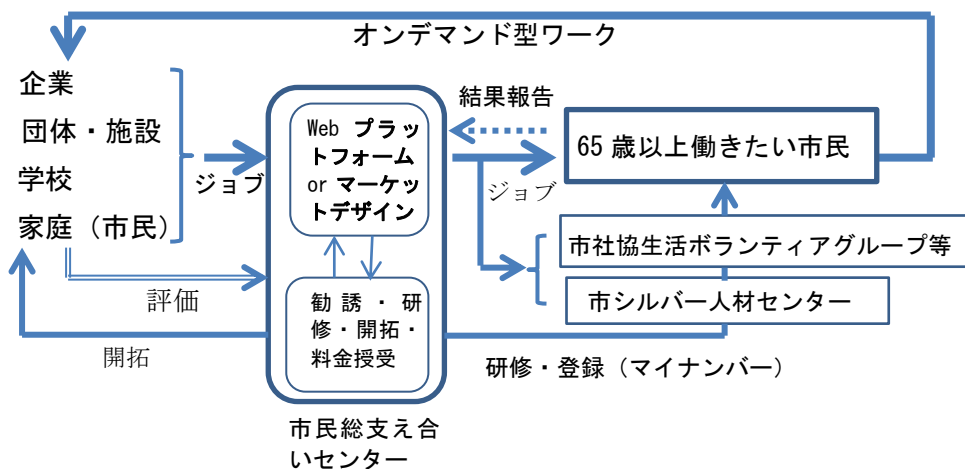 オンデマンド型ワーク
企業
団体・施設
学校
家庭（市民）
ジョブ
評価
開拓
Web プラッ
トフォーム
or マーケッ
トデザイン
勧誘・研
修・開拓・
料金授受
市民総支え合
いセンター
結果報告
ジョブ
65 歳以上働きたい市民
市社協生活ボランティアグループ等
市シルバー人材センター
研修・登録（マイナンバー）